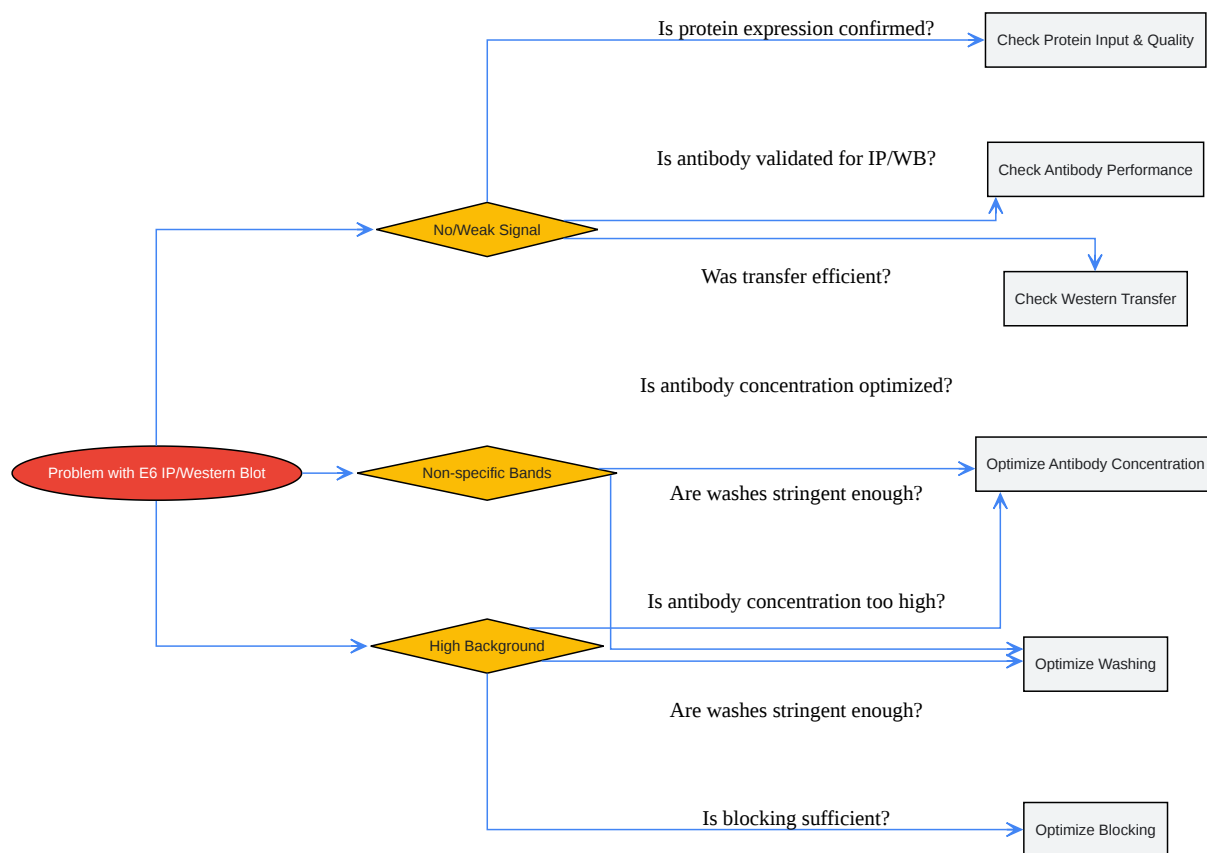 Is protein expression confirmed?
Check Protein Input & Quality
Is antibody validated for IP/WB?
Check Antibody Performance
No/Weak Signal
Was transfer efficient?
Check Western Transfer
Is antibody concentration optimized?
Problem with E6 IP/Western Blot
Non-specific Bands
Optimize Antibody Concentration
Are washes stringent enough?
Is antibody concentration too high?
High Background
Optimize Washing
Are washes stringent enough?
Is blocking sufficient?
Optimize Blocking